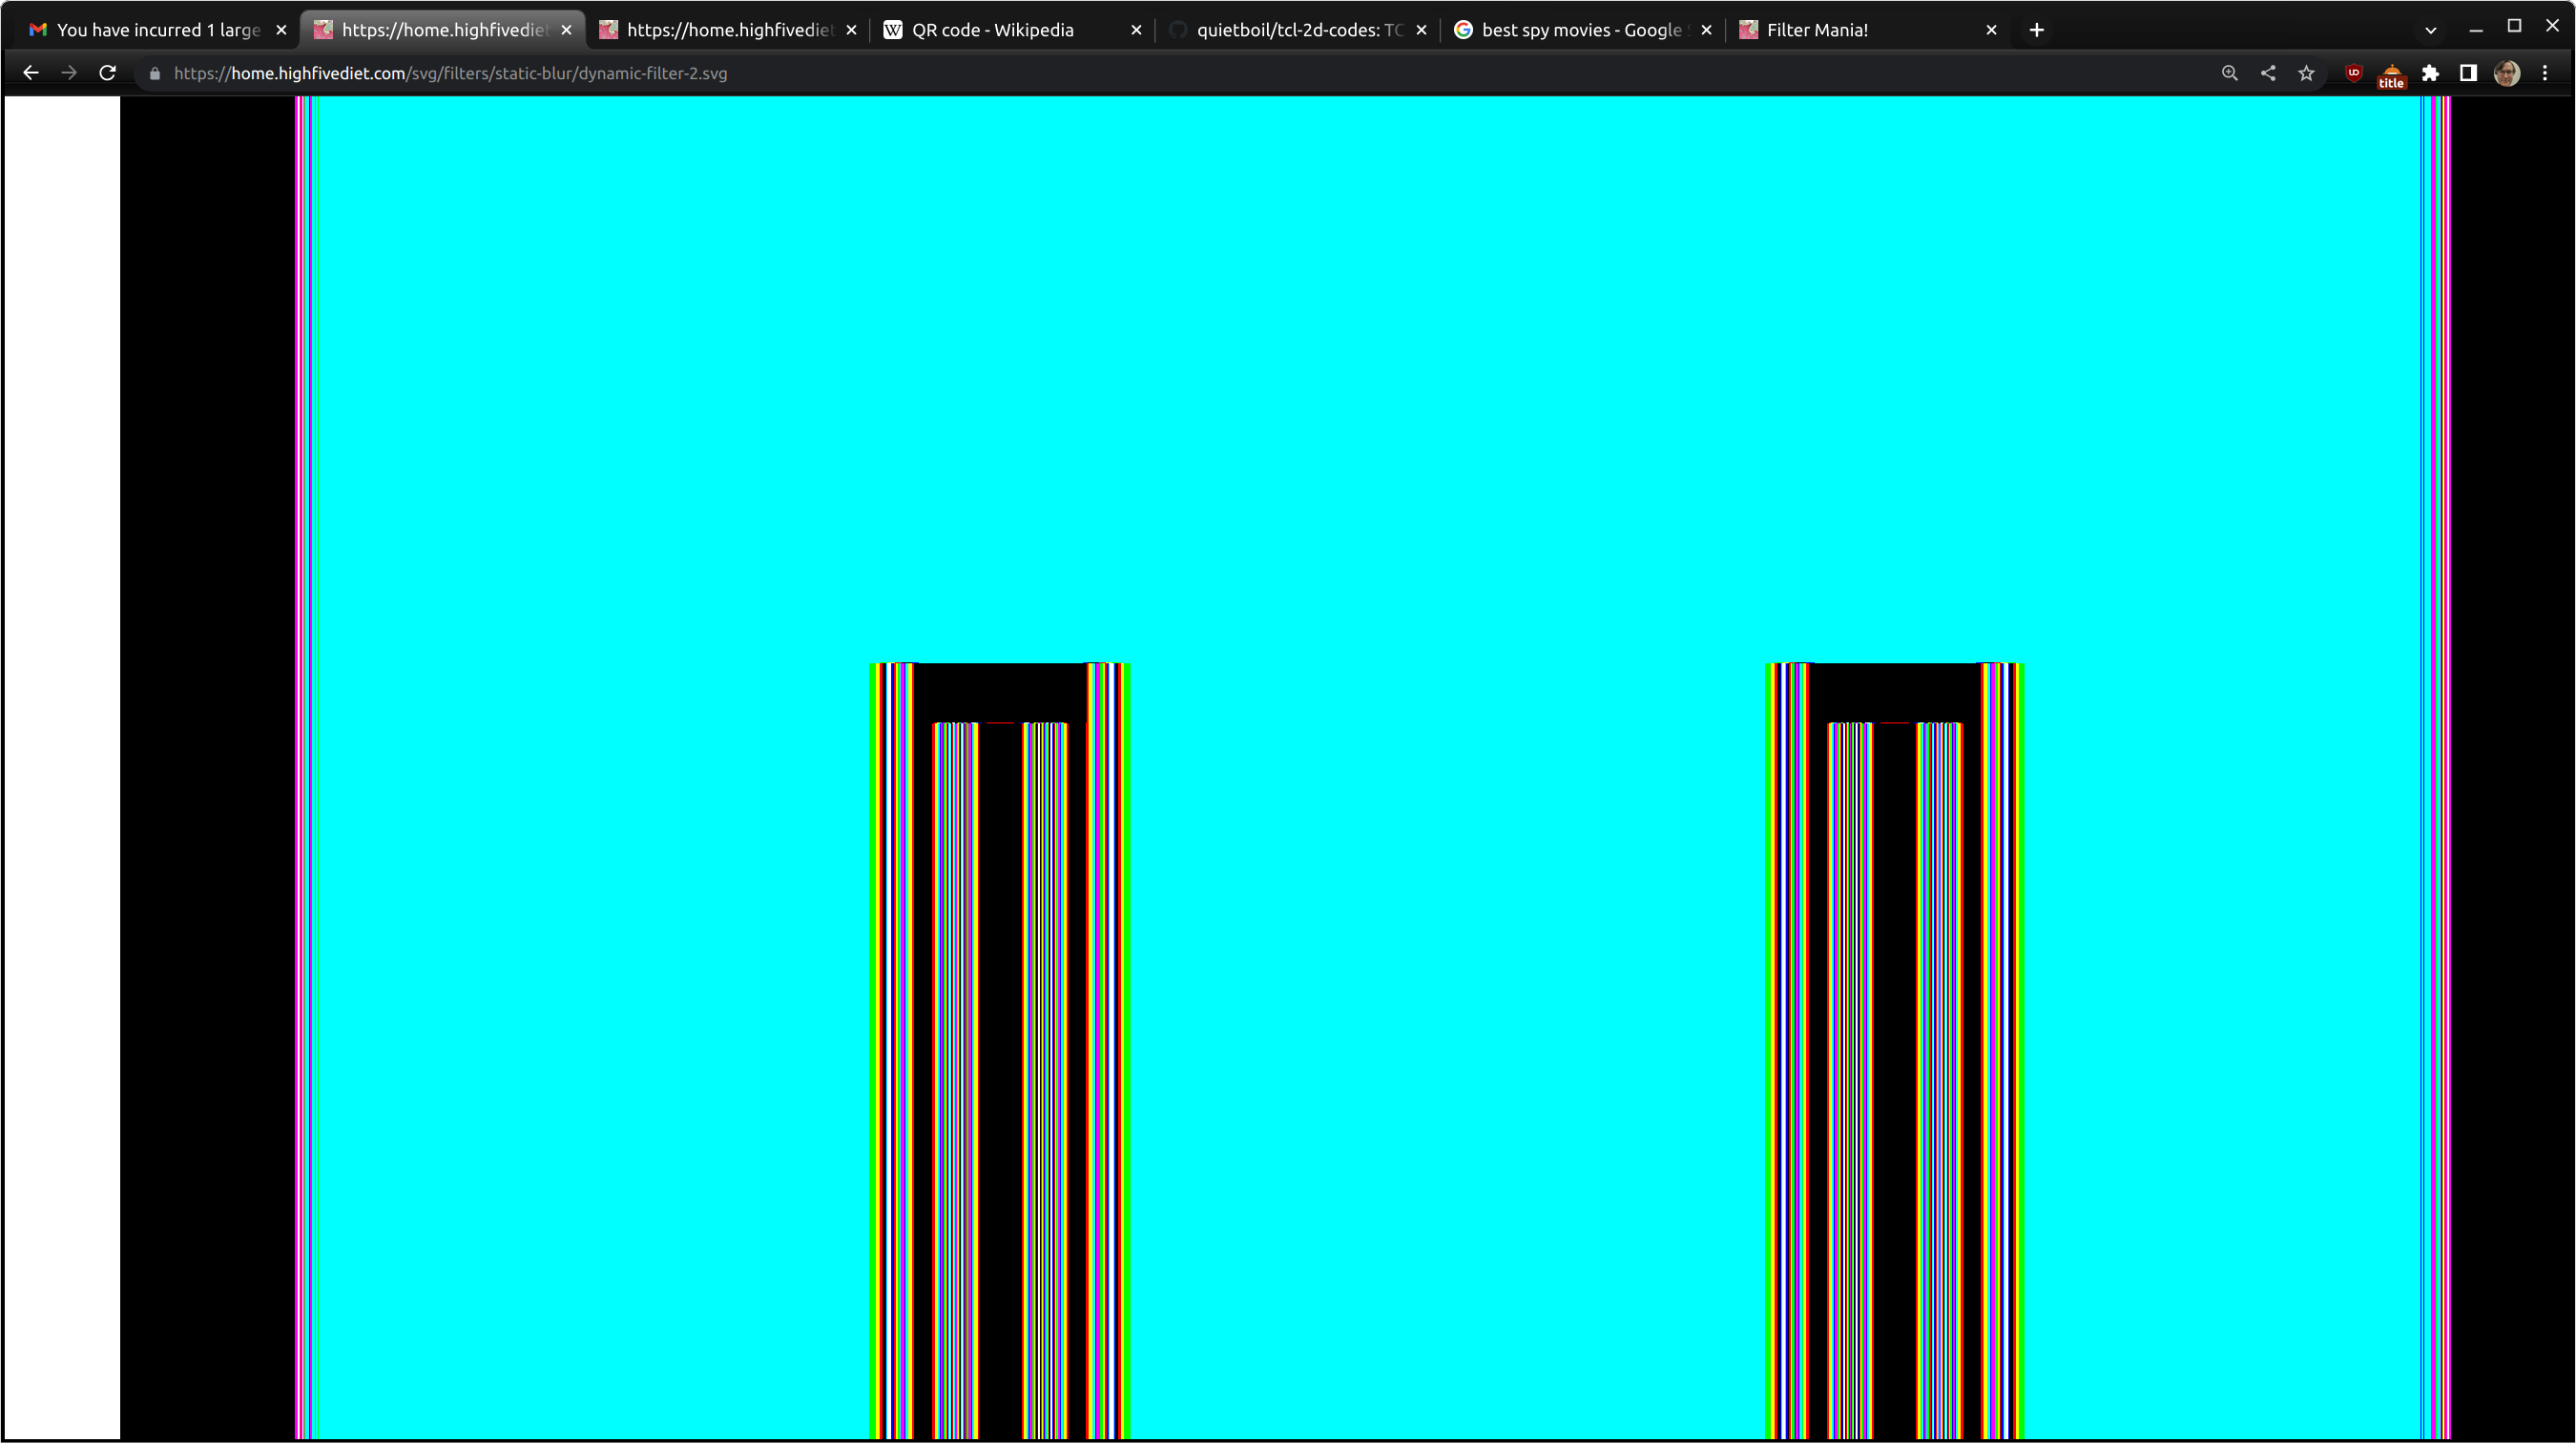 You have incurred 1 large
https://home.highfivediet
https://home.highfivediet
QR code - Wikipedia
quietboil/tcl-2d-codes: TC
best spy movies - Google S
Filter Mania!
https://home.highfivediet.com/svg/filters/static-blur/dynamic-filter-2.svg
title